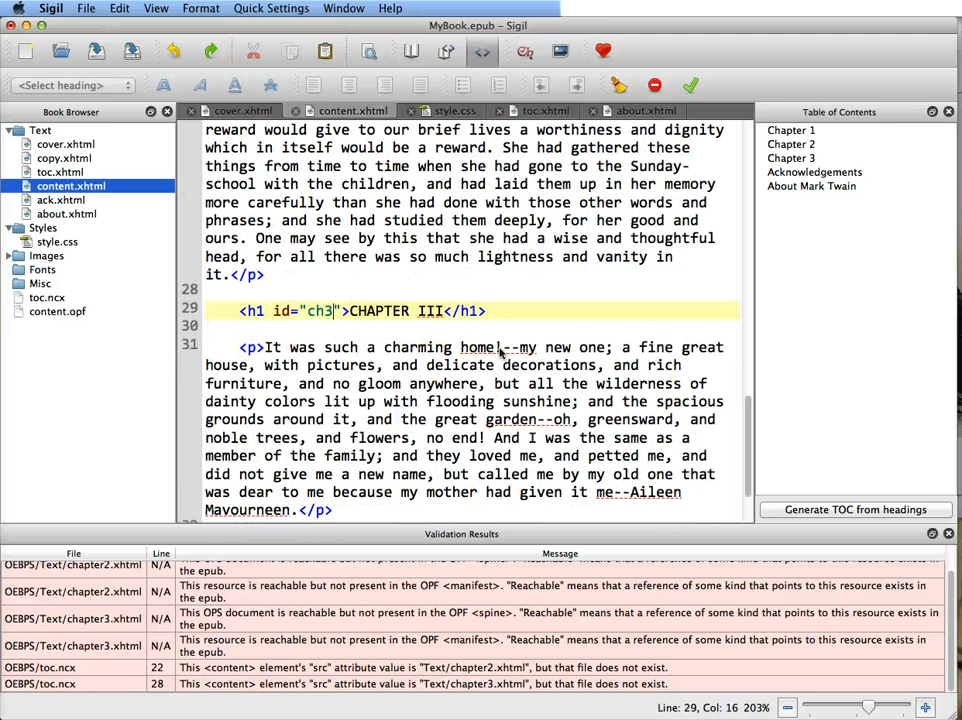 Sigil File Edit View Format Quick Settings Window Help
MyBook.epub - Sigil
<Select heading>
Book Browser
cover.xhtml content.xhtml style.css toc.xhtml about.xhtml
Table of Contents
Text
cover.xhtml
copy.xhtml
toc.xhtml
content.xhtml
ack.xhtml
about.xhtml
Styles
style.css
Images
Fonts
Misc
toc.ncx
content.opf
reward would give to our brief lives a worthiness and dignity
which in itself would be a reward. She had gathered these
things from time to time when she had gone to the Sunday-
school with the children, and had laid them up in her memory
more carefully than she had done with those other words and
phrases; and she had studied them deeply, for her good and
ours. One may see by this that she had a wise and thoughtful
head, for all there was so much lightness and vanity in
it.</p>
28
29 <h1 id="ch3">CHAPTER III</h1>
30
31 <p>It was such a charming home!--my new one; a fine great
house, with pictures, and delicate decorations, and rich
furniture, and no gloom anywhere, but all the wilderness of
dainty colors lit up with flooding sunshine; and the spacious
grounds around it, and the great garden--oh, greensward, and
noble trees, and flowers, no end! And I was the same as a
member of the family; and they loved me, and petted me, and
did not give me a new name, but called me by my old one that
was dear to me because my mother had given it me--Aileen
Mavourneen.</p>
Chapter 1
Chapter 2
Chapter 3
Acknowledgements
About Mark Twain
Generate TOC from headings
Validation Results
File Line Message
OEBPS/Text/chapter2.xhtml N/A
the epub.
OEBPS/Text/chapter2.xhtml N/A This resource is reachable but not present in the OPF <manifest>. "Reachable" means that a reference of some kind that points to this resource exists in
the epub.
OEBPS/Text/chapter3.xhtml N/A This OPS document is reachable but not present in the OPF <spine>. "Reachable" means that a reference of some kind that points to this resource exists in
the epub.
OEBPS/Text/chapter3.xhtml N/A This resource is reachable but not present in the OPF <manifest>. "Reachable" means that a reference of some kind that points to this resource exists in
the epub.
OEBPS/toc.ncx 22 This <content> element's "src" attribute value is "Text/chapter2.xhtml", but that file does not exist.
OEBPS/toc.ncx 28 This <content> element's "src" attribute value is "Text/chapter3.xhtml", but that file does not exist.
Line: 29, Col: 16 203%